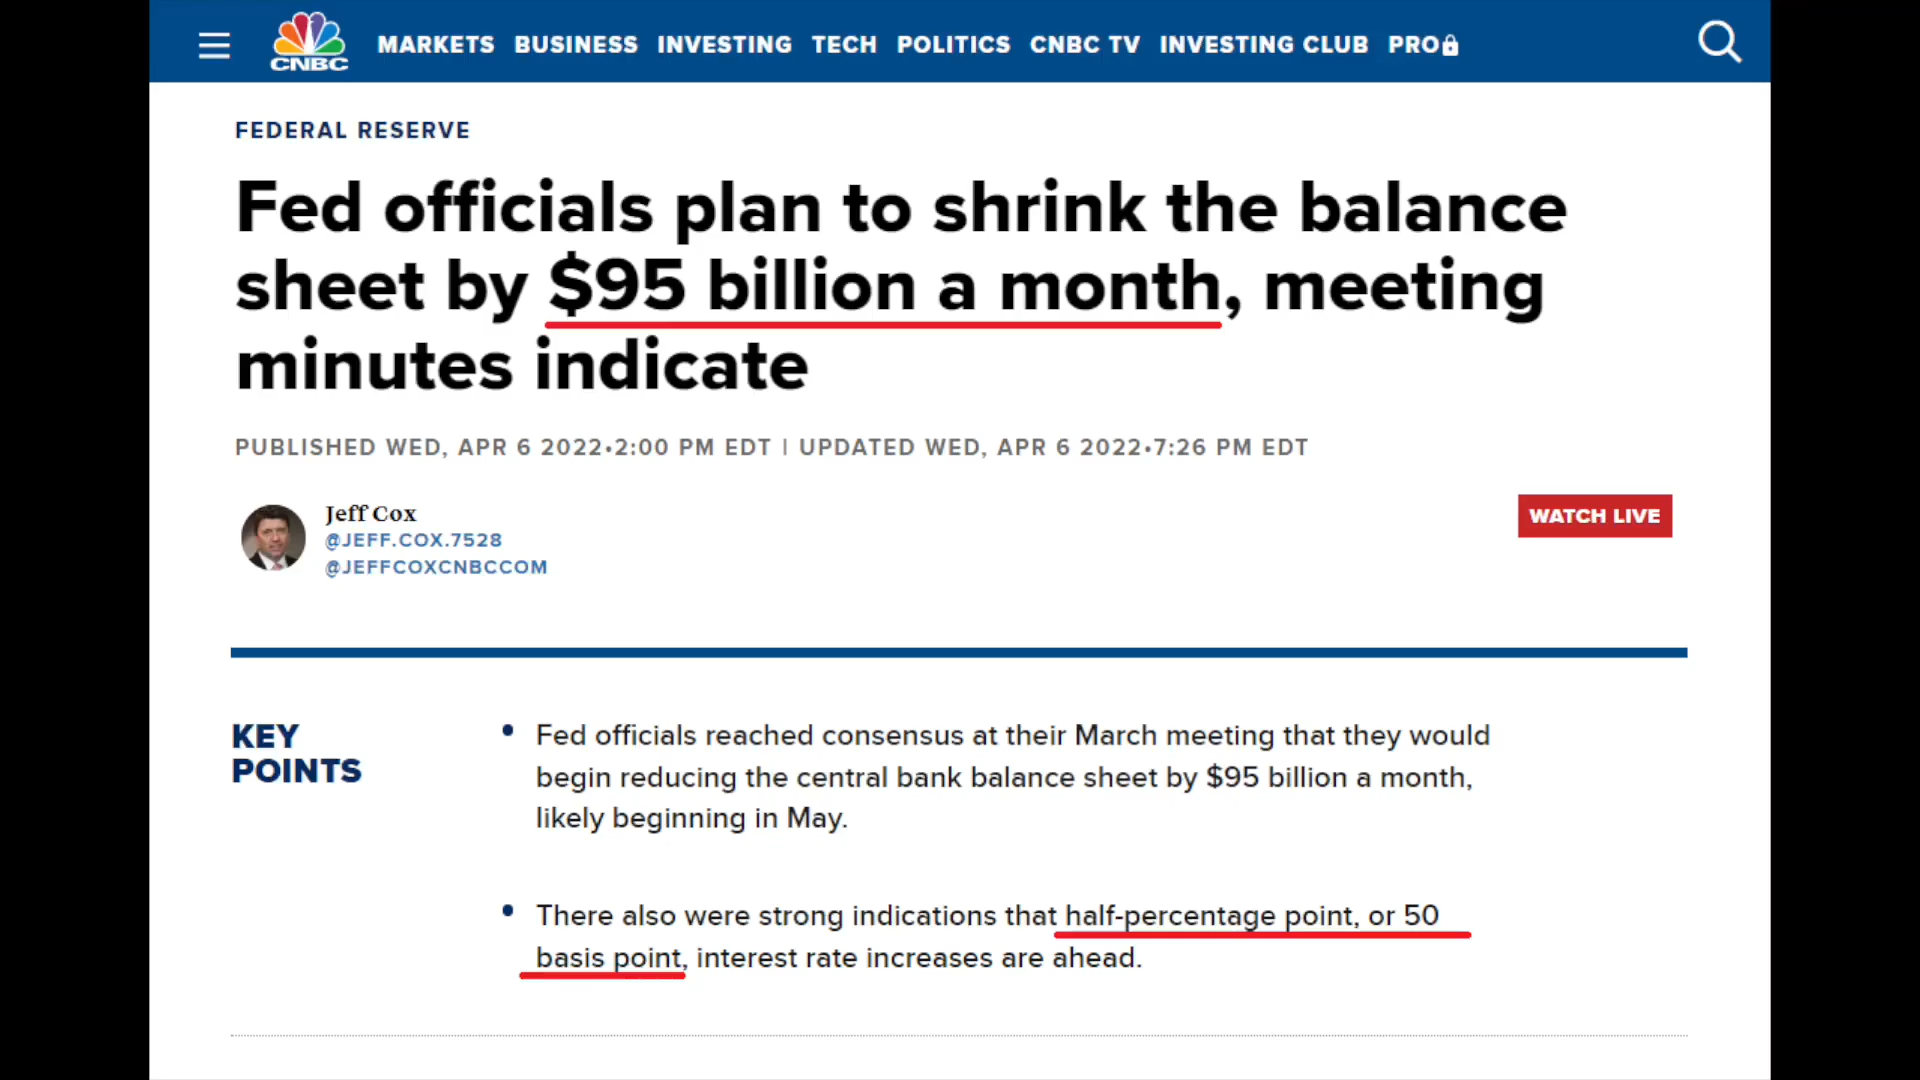 CNBC
MARKETS BUSINESS INVESTING TECH POLITICS CNBC TV INVESTING CLUB PRO
FEDERAL RESERVE
Fed officials plan to shrink the balance
sheet by $95 billion a month, meeting
minutes indicate
PUBLISHED WED, APR 6 2022•2:00 PM EDT | UPDATED WED, APR 6 2022•7:26 PM EDT
Jeff Cox
@JEFF.COX.7528
@JEFFCOXCNBCCOM
WATCH LIVE
KEY
POINTS
• Fed officials reached consensus at their March meeting that they would
begin reducing the central bank balance sheet by $95 billion a month,
likely beginning in May.
• There also were strong indications that half-percentage point, or 50
basis point, interest rate increases are ahead.